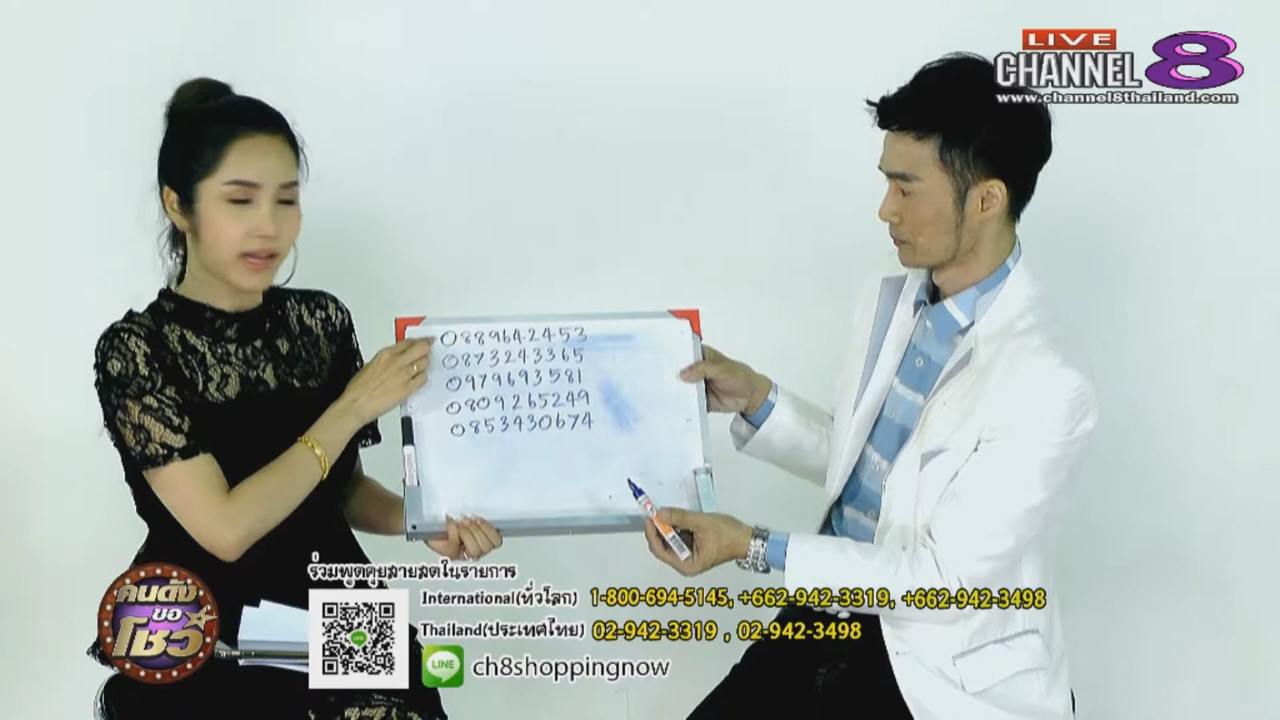 LIVE
CHANNEL 8
www.channel8thailand.com
0889642453
0873243365
0979693581
0809265249
0853430674
ร่วมพูดคุยสายสดในรายการ
International(ทั่วโลก) 1-800-694-5145, +662-942-3319, +662-942-3498
Thailand(ประเทศไทย) 02-942-3319 , 02-942-3498
LINE ch8shoppingnow
คนดัง
ขอ
โชว์